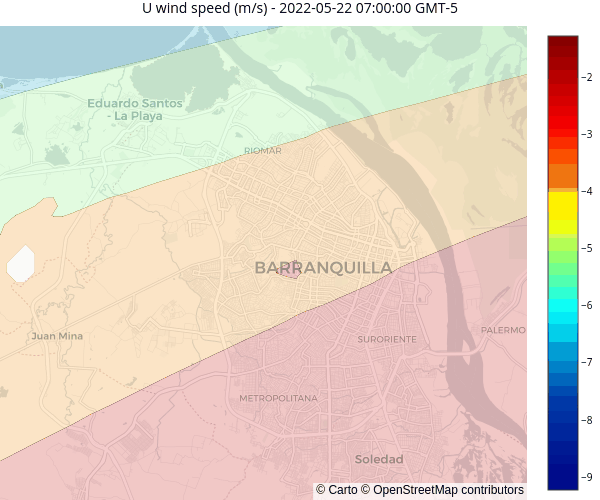 U wind speed (m/s) - 2022-05-22 07:00:00 GMT-5
Eduardo Santos
- La Playa
RIOMAR
BARRANQUILLA
Juan Mina
SURORIENTE
PALERMO
METROPOLITANA
Soledad
© Carto © OpenStreetMap contributors
−2
−3
−4
−5
−6
−7
−8
−9